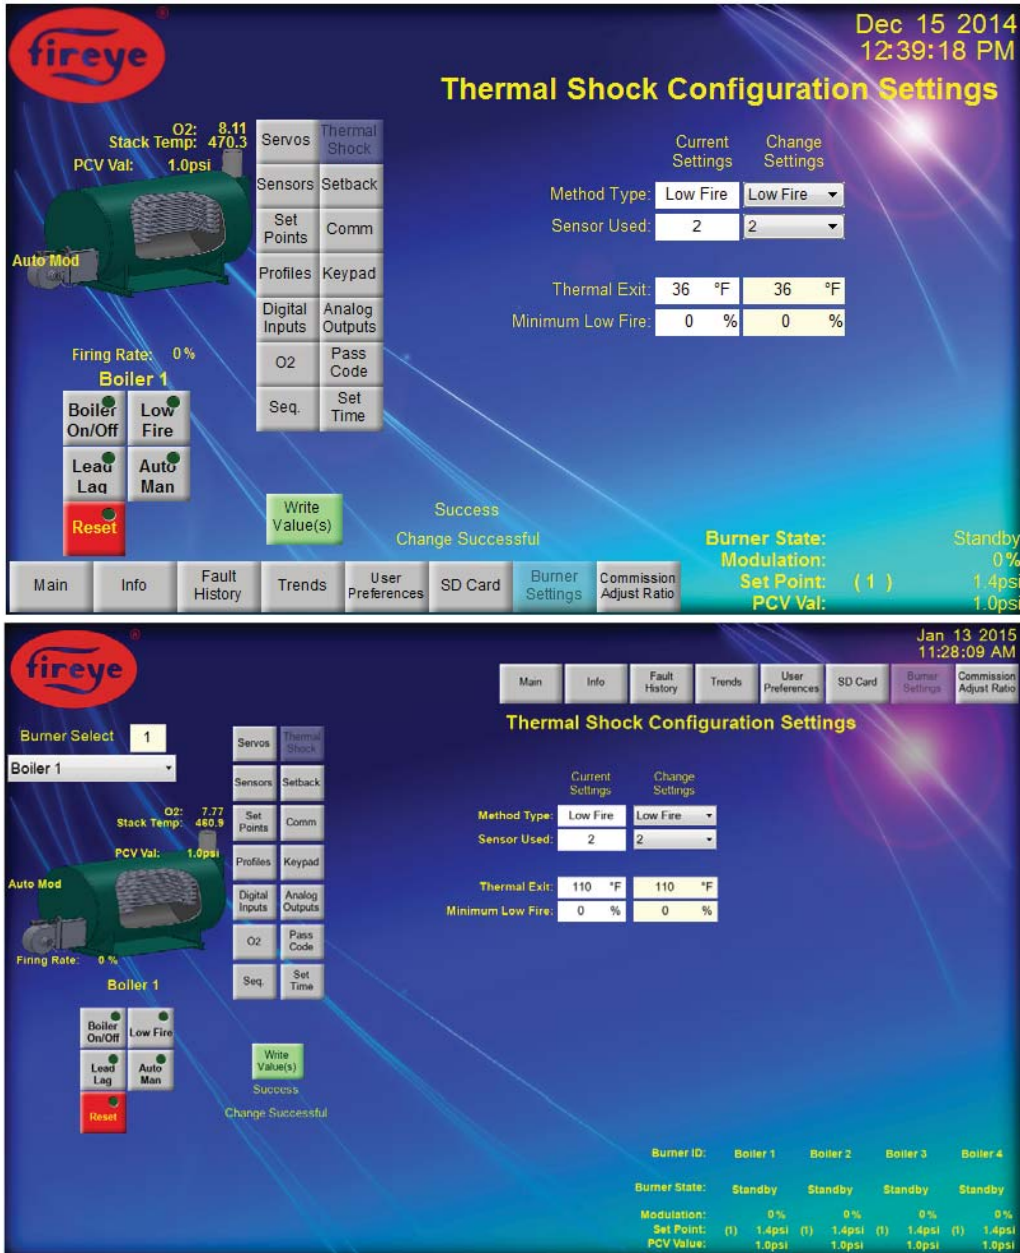 fireye®
Dec 15 2014
12:39:18 PM
Thermal Shock Configuration Settings
O2: 8.11
Stack Temp: 470.3
PCV Val: 1.0psi
Auto Mod
Firing Rate: 0 %
Boiler 1
Boiler On/Off
Low Fire
Lead Lag
Auto Man
Reset
Servos
Thermal Shock
Sensors
Setback
Set Points
Comm
Profiles
Keypad
Digital Inputs
Analog Outputs
O2
Pass Code
Seq.
Set Time
Current Settings
Change Settings
Method Type: Low Fire Low Fire
Sensor Used: 2 2
Thermal Exit: 36 °F 36 °F
Minimum Low Fire: 0 % 0 %
Write Value(s)
Success
Change Successful
Burner State: Standby
Modulation: 0%
Set Point: ( 1 ) 1.4psi
PCV Val: 1.0psi
Main
Info
Fault History
Trends
User Preferences
SD Card
Burner Settings
Commission Adjust Ratio
fireye®
Jan 13 2015
11:28:09 AM
Main
Info
Fault History
Trends
User Preferences
SD Card
Burner Settings
Commission Adjust Ratio
Thermal Shock Configuration Settings
Burner Select 1
Boiler 1
O2: 7.77
Stack Temp: 460.9
PCV Val: 1.0psi
Auto Mod
Firing Rate: 0 %
Boiler 1
Boiler On/Off
Low Fire
Lead Lag
Auto Man
Reset
Servos
Thermal Shock
Sensors
Setback
Set Points
Comm
Profiles
Keypad
Digital Inputs
Analog Outputs
O2
Pass Code
Seq.
Set Time
Current Settings
Change Settings
Method Type: Low Fire Low Fire
Sensor Used: 2 2
Thermal Exit: 110 °F 110 °F
Minimum Low Fire: 0 % 0 %
Write Value(s)
Success
Change Successful
Burner ID: Boiler 1 Boiler 2 Boiler 3 Boiler 4
Burner State: Standby Standby Standby Standby
Modulation: 0% 0% 0% 0%
Set Point: (1) 1.4psi (1) 1.4psi (1) 1.4psi (1) 1.4psi
PCV Value: 1.0psi 1.0psi 1.0psi 1.0psi